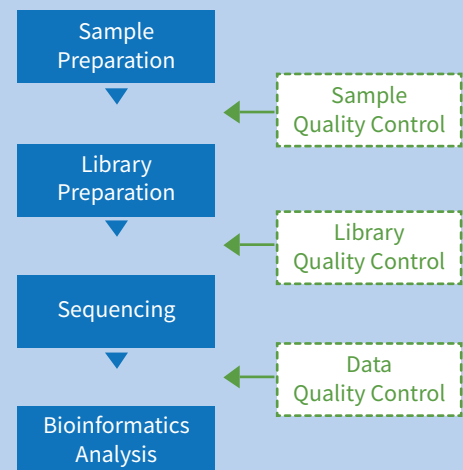 Sample
Preparation
Sample
Quality Control
Library
Preparation
Library
Quality Control
Sequencing
Data
Quality Control
Bioinformatics
Analysis